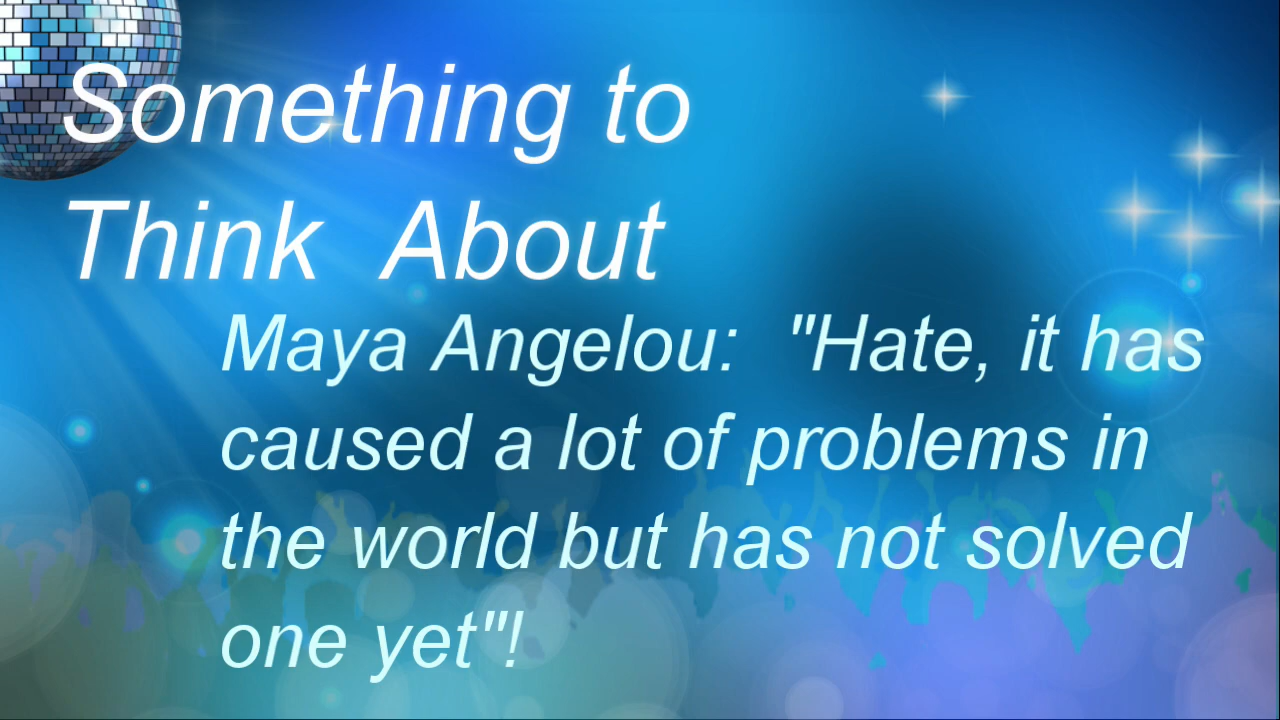 Something to
Think  About
Maya Angelou:  "Hate, it has
caused a lot of problems in
the world but has not solved
one yet"!